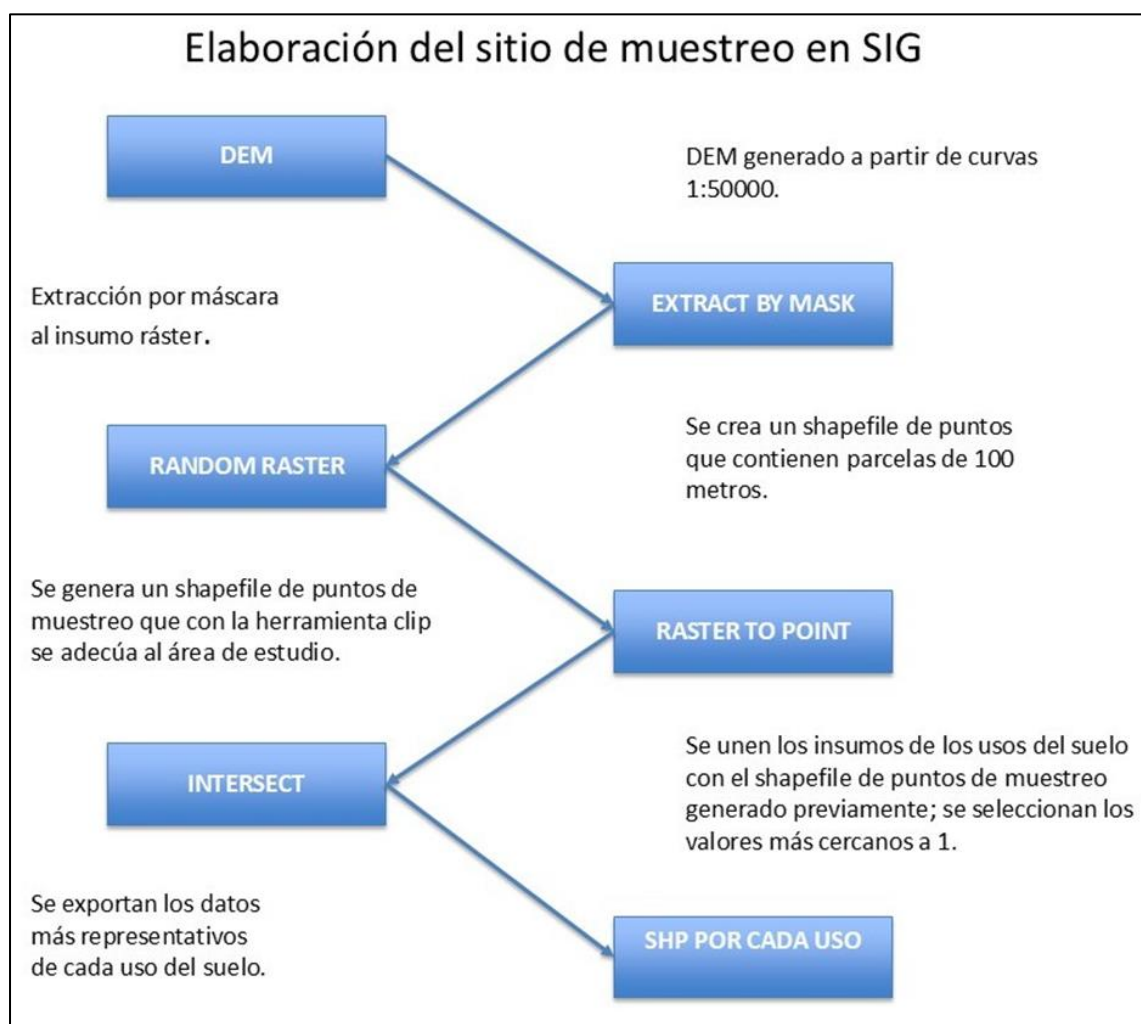 Elaboración del sitio de muestreo en SIG
DEM
DEM generado a partir de curvas
1:50000.
Extracción por máscara
al insumo ráster.
EXTRACT BY MASK
RANDOM RASTER
Se crea un shapefile de puntos
que contienen parcelas de 100
metros.
Se genera un shapefile de puntos de
muestreo que con la herramienta clip
se adecúa al área de estudio.
RASTER TO POINT
INTERSECT
Se unen los insumos de los usos del suelo
con el shapefile de puntos de muestreo
generado previamente; se seleccionan los
valores más cercanos a 1.
Se exportan los datos
más representativos
de cada uso del suelo.
SHP POR CADA USO